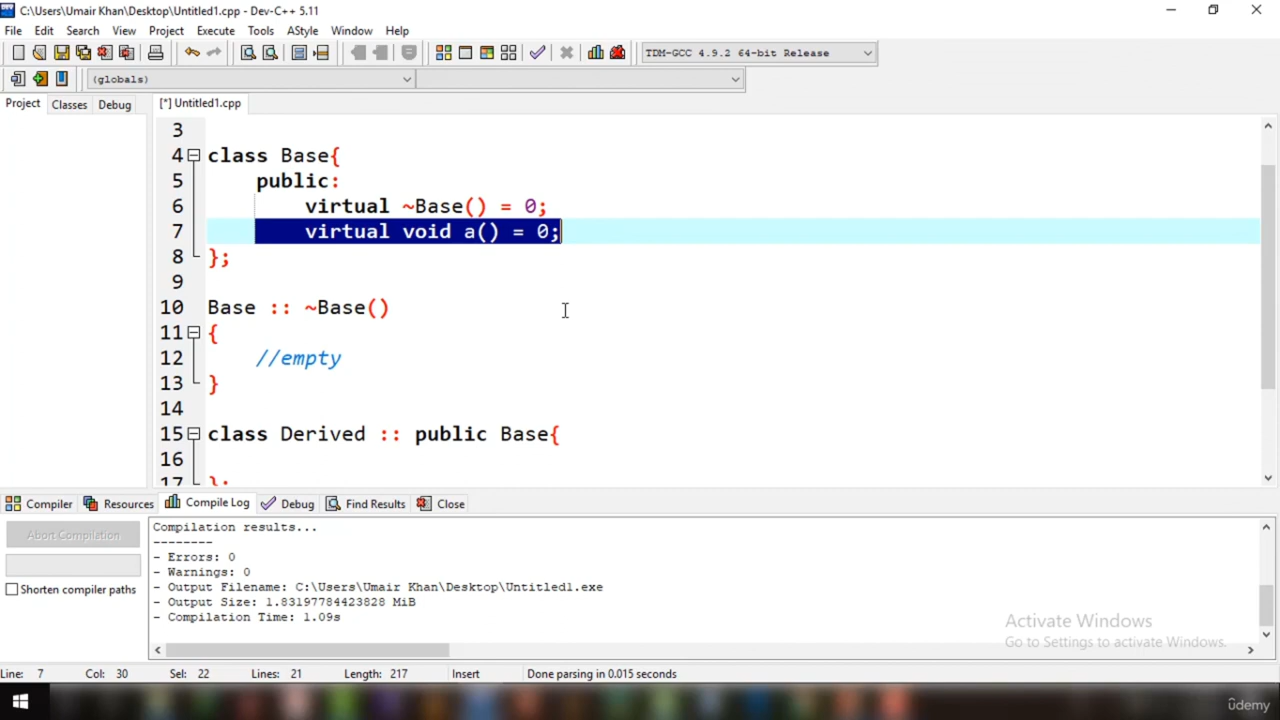 C:\Users\Umair Khan\Desktop\Untitled1.cpp - Dev-C++ 5.11
File Edit Search View Project Execute Tools AStyle Window Help
TDM-GCC 4.9.2 64-bit Release
(globals)
Project Classes Debug [*] Untitled1.cpp
3
4 class Base{
5 public:
6 virtual ~Base() = 0;
7 virtual void a() = 0;
8 };
9
10 Base :: ~Base()
11 {
12 //empty
13 }
14
15 class Derived :: public Base{
16
17 };
Compiler Resources Compile Log Debug Find Results Close
Abort Compilation
Shorten compiler paths
Compilation results...
--------
- Errors: 0
- Warnings: 0
- Output Filename: C:\Users\Umair Khan\Desktop\Untitled1.exe
- Output Size: 1.83197784423828 MiB
- Compilation Time: 1.09s
Activate Windows
Go to Settings to activate Windows.
Line: 7 Col: 30 Sel: 22 Lines: 21 Length: 217 Insert Done parsing in 0.015 seconds
ûdemy